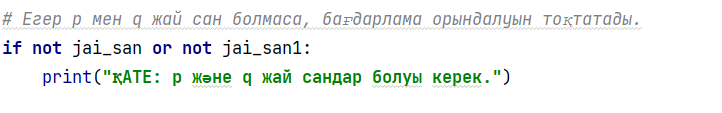 # Егер p мен q жай сан болмаса, бағдарлама орындалуын тоқтатады.
if not jai_san or not jai_san1:
    print("ҚАТЕ: p және q жай сандар болуы керек.")